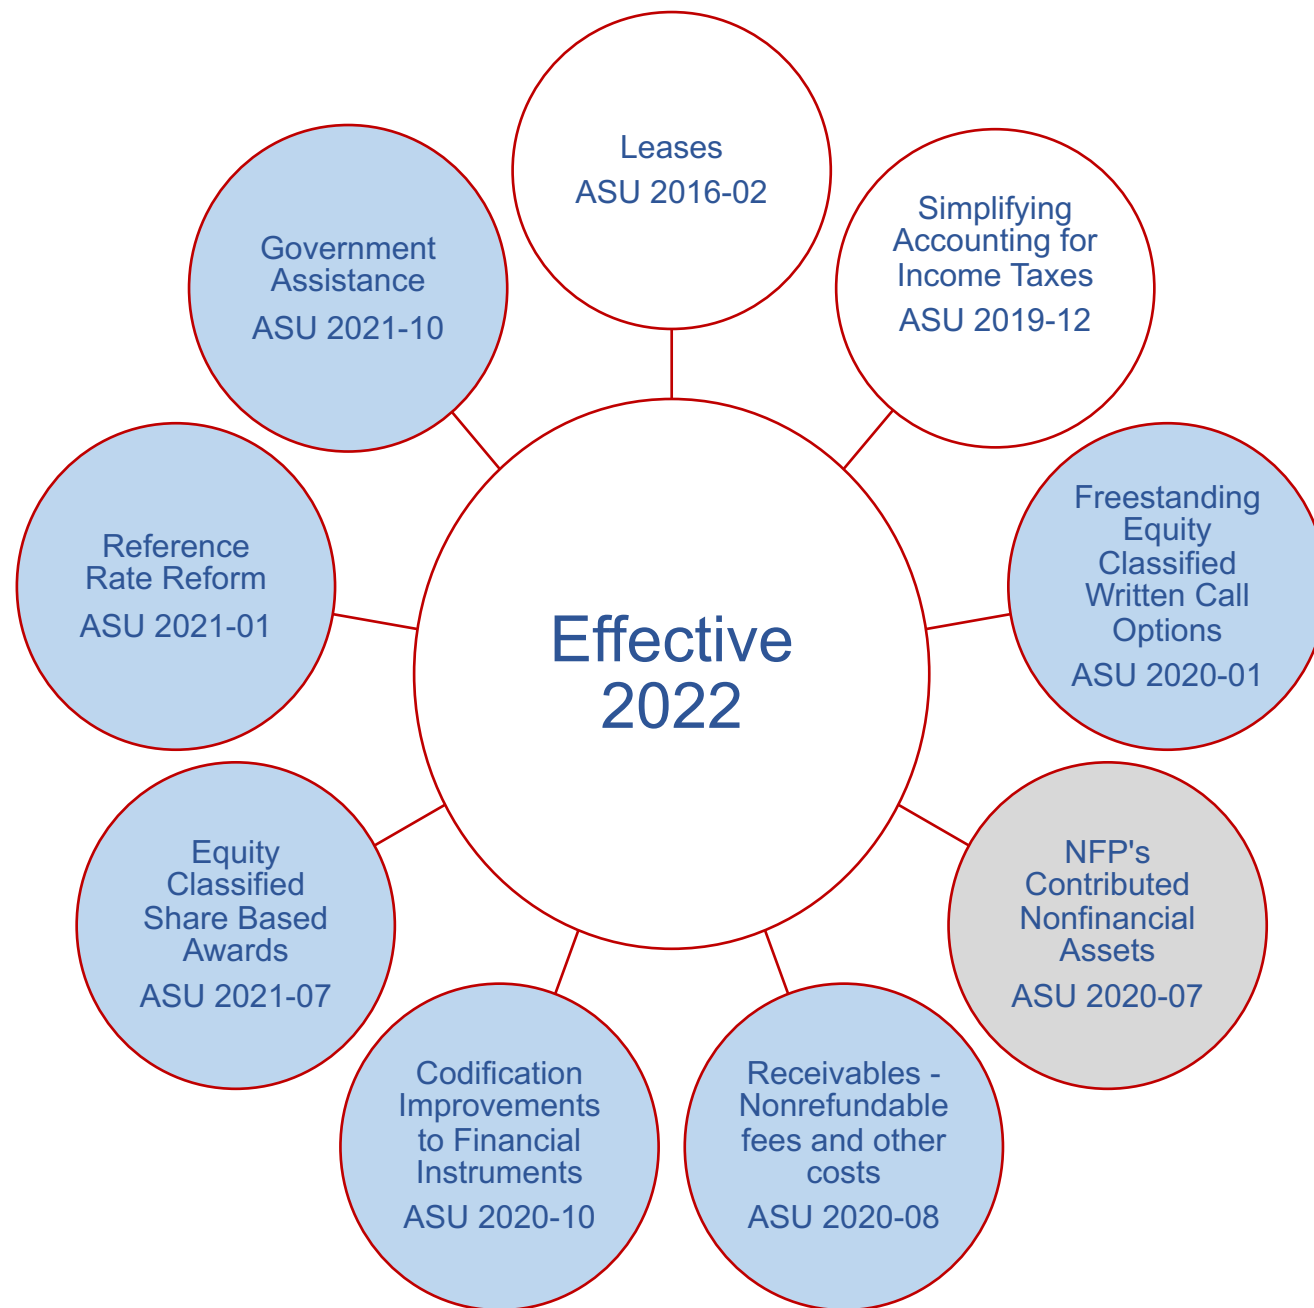 Leases
ASU 2016-02
Simplifying
Accounting for
Income Taxes
ASU 2019-12
Freestanding
Equity
Classified
Written Call
Options
ASU 2020-01
NFP's
Contributed
Nonfinancial
Assets
ASU 2020-07
Receivables -
Nonrefundable
fees and other
costs
ASU 2020-08
Codification
Improvements
to Financial
Instruments
ASU 2020-10
Equity
Classified
Share Based
Awards
ASU 2021-07
Reference
Rate Reform
ASU 2021-01
Government
Assistance
ASU 2021-10
Effective
2022